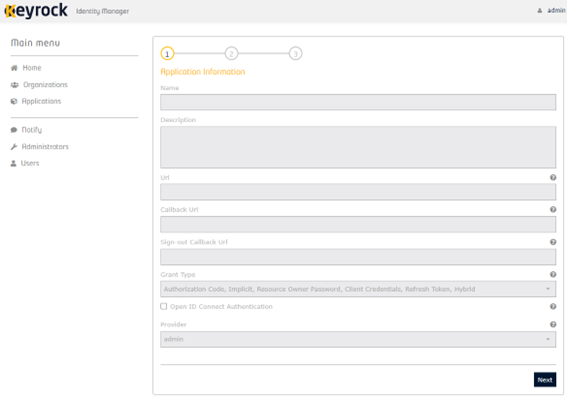 Keyrock Identity Manager
admin
Main menu
Home
Organizations
Applications
Notify
Administrators
Users
1 2 3
Application Information
Name
Description
Url
Callback Url
Sign-out Callback Url
Grant Type
Authorization Code, Implicit, Resource Owner Password, Client Credentials, Refresh Token, Hybrid
Open ID Connect Authentication
Provider
admin
Next